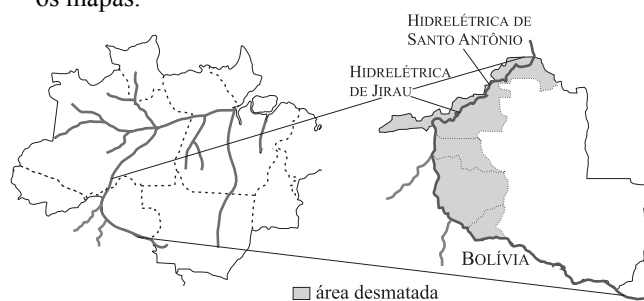 os mapas.
HIDRELÉTRICA DE
SANTO ANTÔNIO
HIDRELÉTRICA
DE JIRAU
BOLÍVIA
área desmatada